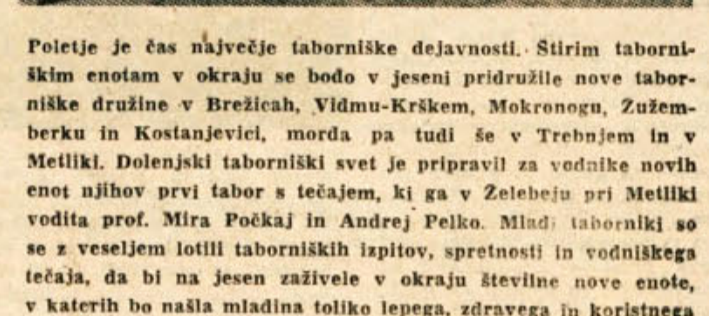 Poletje je čas največje taborniške dejavnosti. Štirim taborni-
škim enotam v okraju se bodo v jeseni pridružile nove tabor-
niške družine v Brežicah, Vidmu-Krškem, Mokronogu, Žužem-
berku in Kostanjevici, morda pa tudi še v Trebnjem in v
Metliki. Dolenjski taborniški svet je pripravil za vodnike novih
enot njihov prvi tabor s tečajem, ki ga v Želebeju pri Metliki
vodita prof. Mira Počkaj in Andrej Pelko. Mladi taborniki so
se z veseljem lotili taborniških izpitov, spretnosti in vodniškega
tečaja, da bi na jesen zaživele v okraju številne nove enote,
v katerih bo našla mladina toliko lepega, zdravega in koristnega